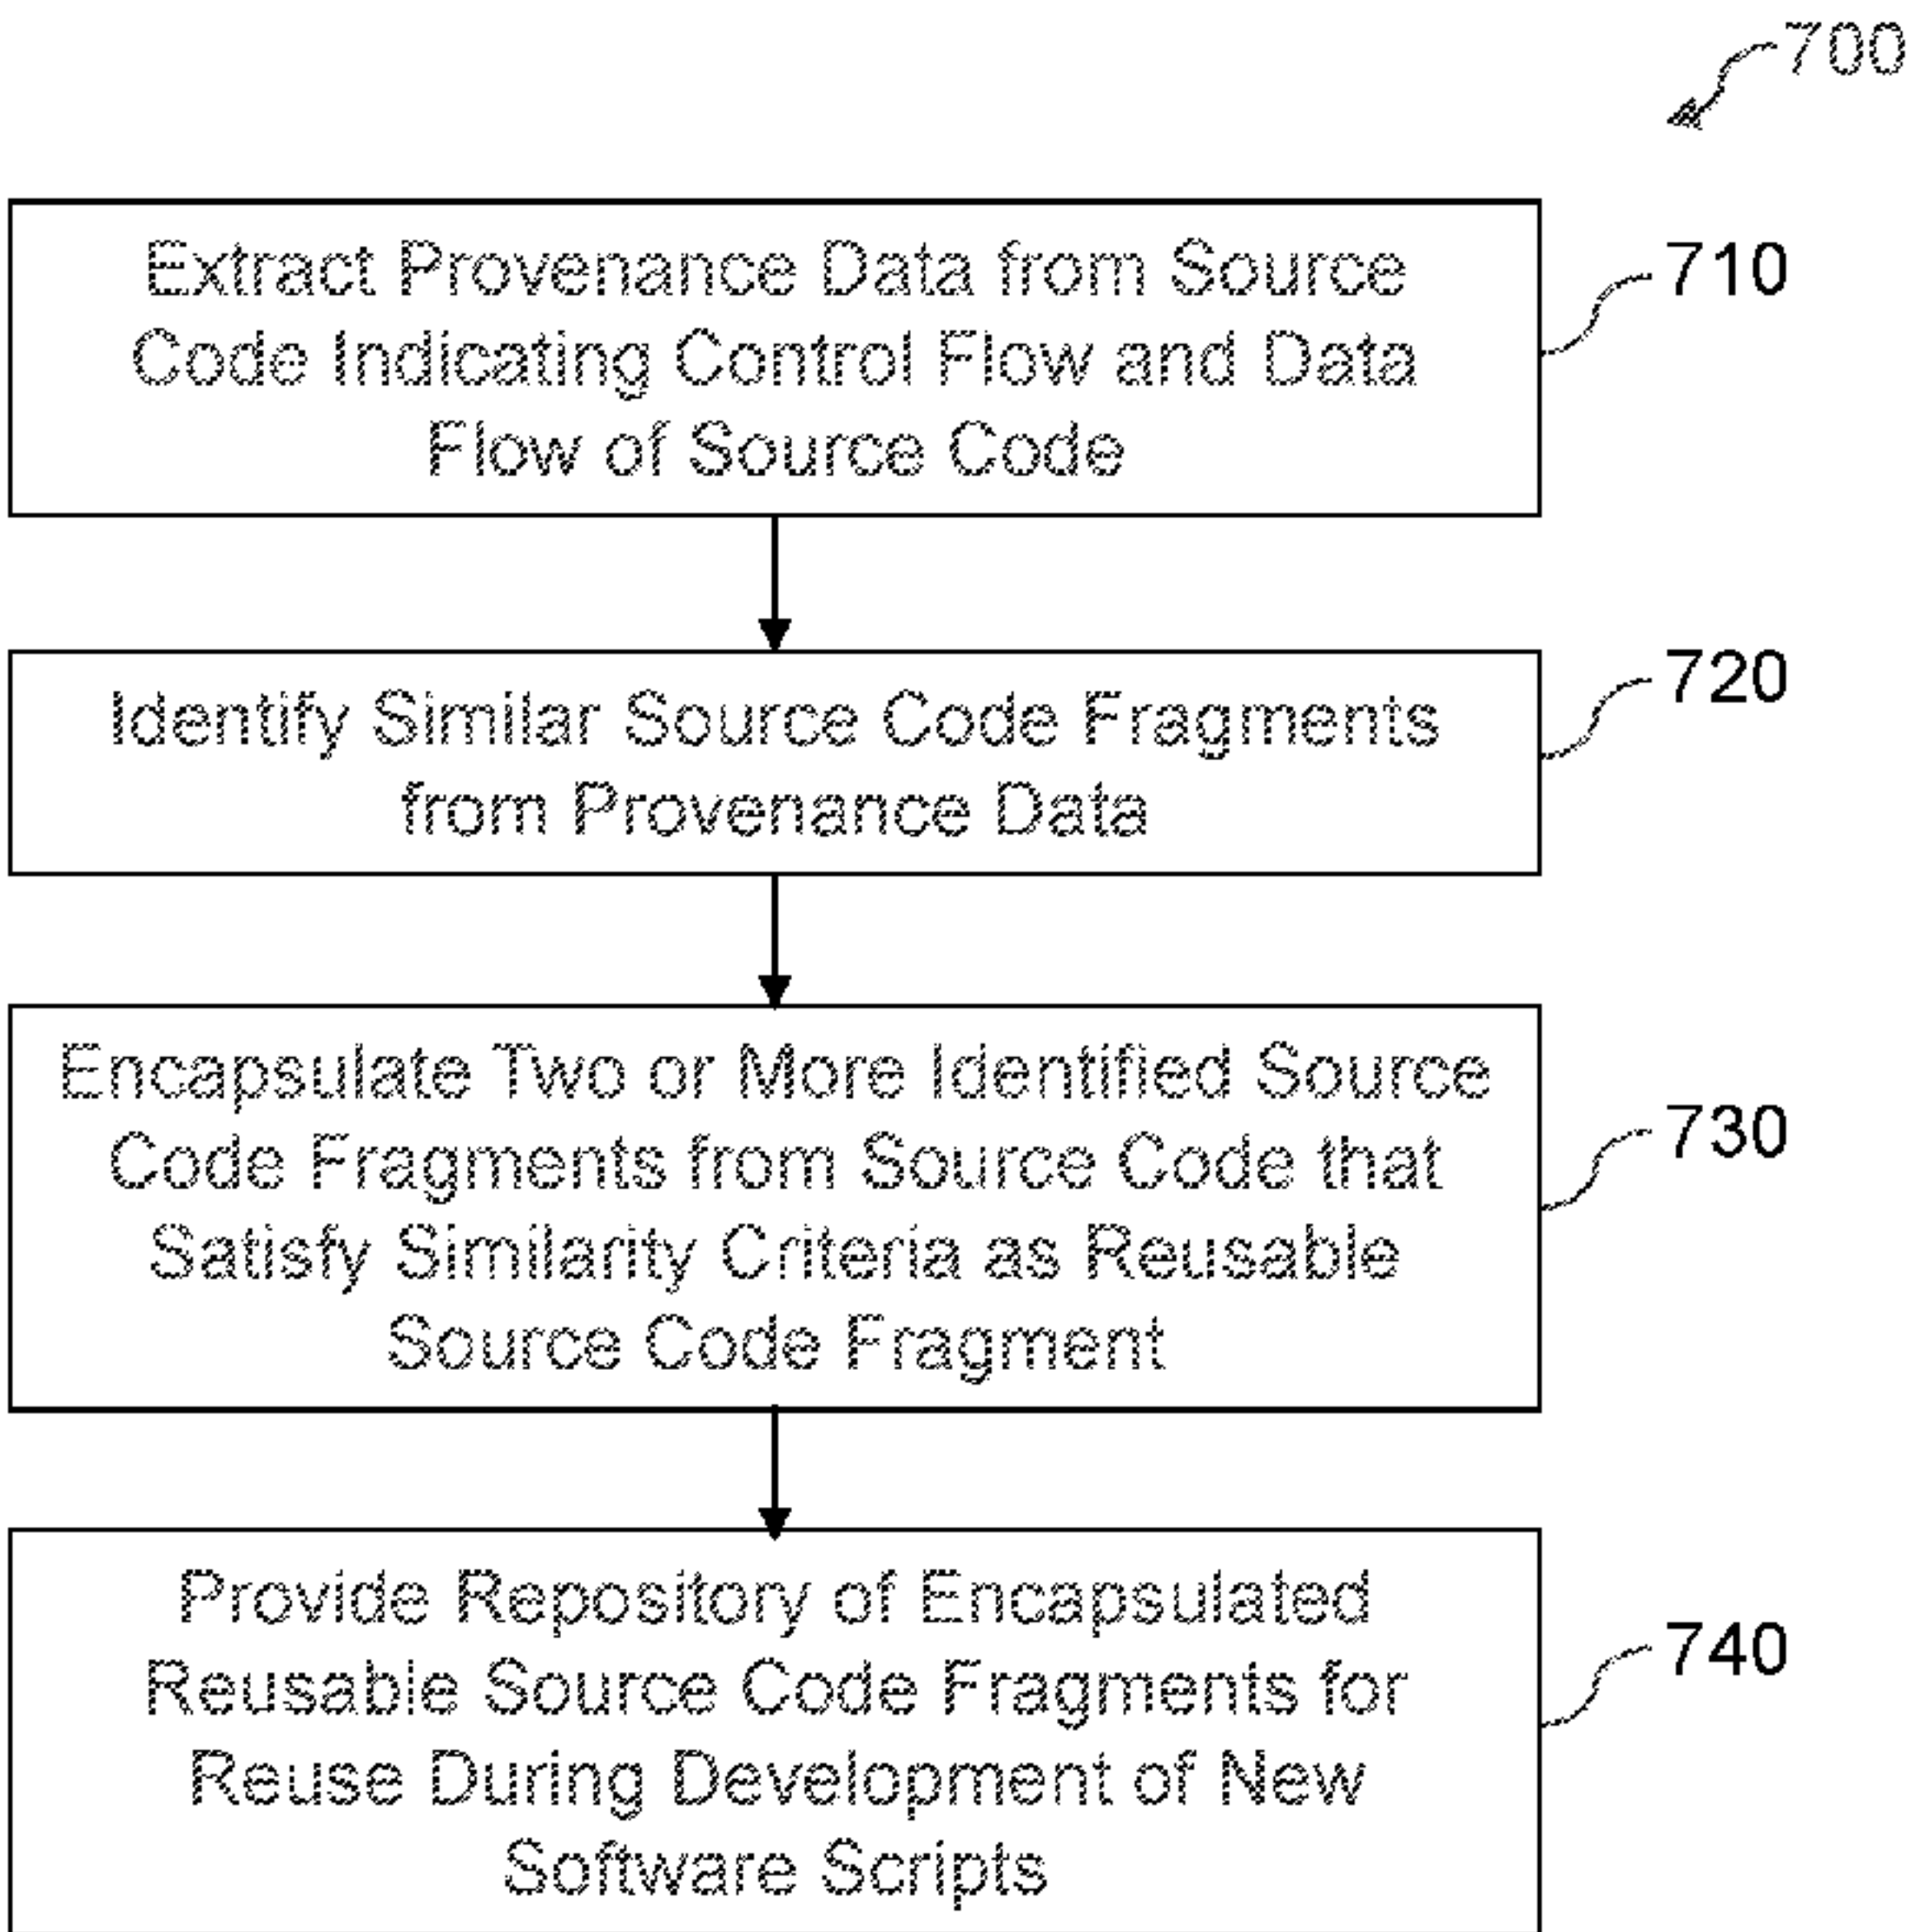 700
Extract Provenance Data from Source
Code Indicating Control Flow and Data
Flow of Source Code
710
Identify Similar Source Code Fragments
from Provenance Data
720
Encapsulate Two or More Identified Source
Code Fragments from Source Code that
Satisfy Similarity Criteria as Reusable
Source Code Fragment
730
Provide Repository of Encapsulated
Reusable Source Code Fragments for
Reuse During Development of New
Software Scripts
740